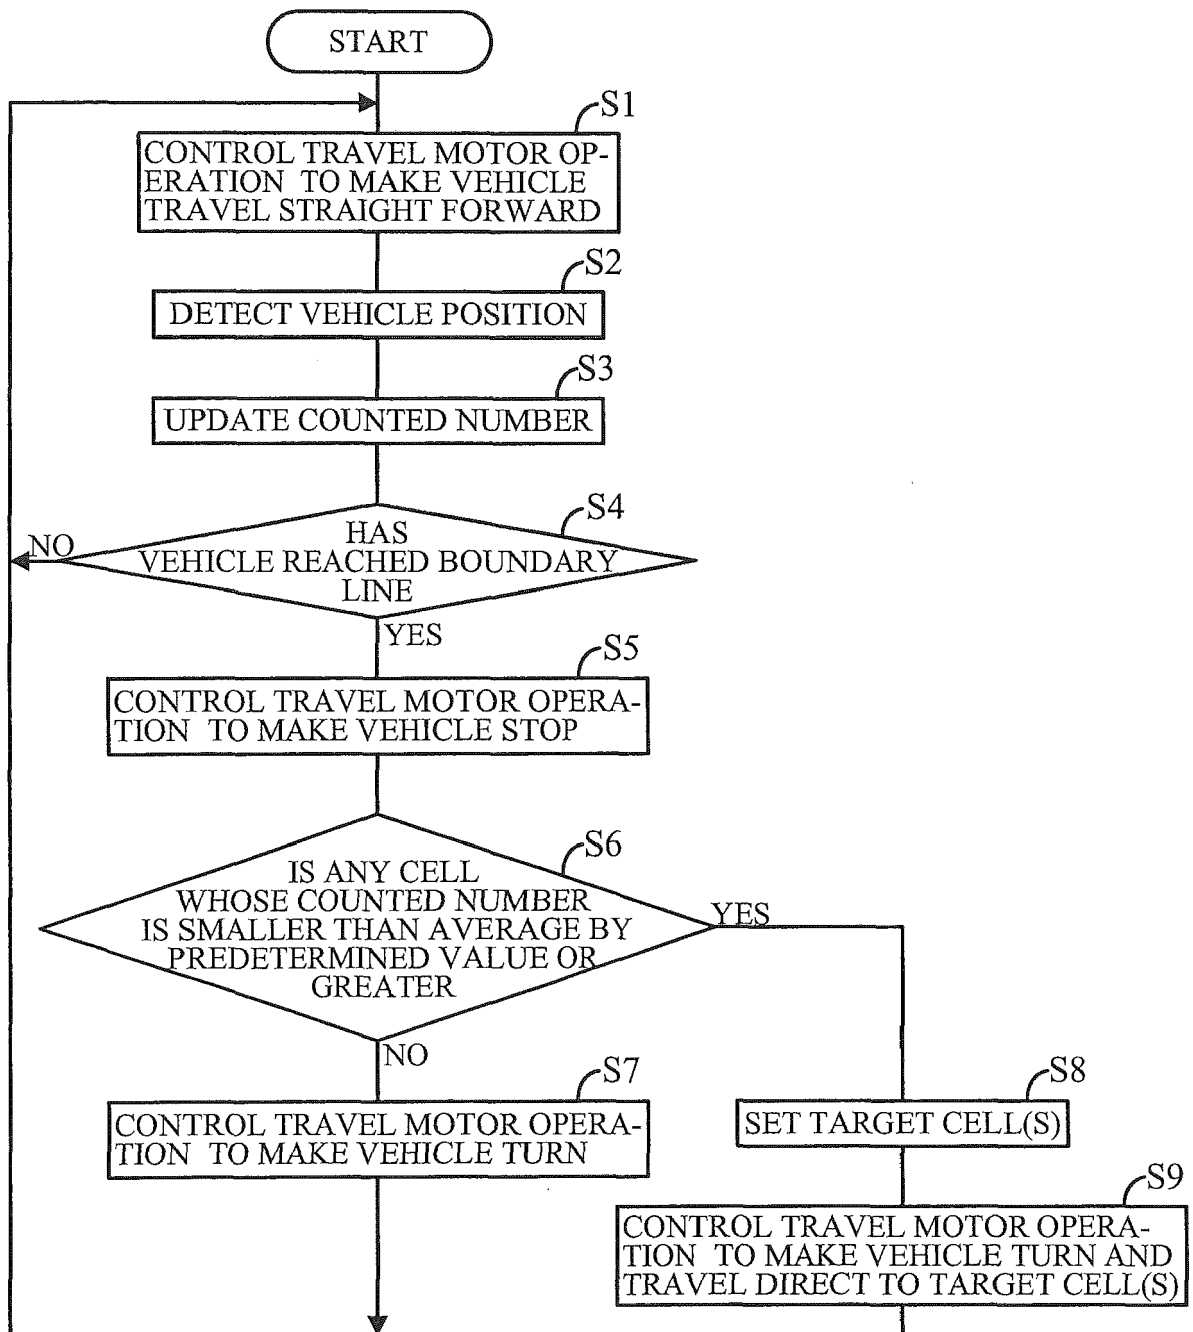 START
S1
CONTROL TRAVEL MOTOR OP-
ERATION TO MAKE VEHICLE
TRAVEL STRAIGHT FORWARD
S2
DETECT VEHICLE POSITION
S3
UPDATE COUNTED NUMBER
S4
HAS
VEHICLE REACHED BOUNDARY
LINE
NO
YES
S5
CONTROL TRAVEL MOTOR OPERA-
TION TO MAKE VEHICLE STOP
S6
IS ANY CELL
WHOSE COUNTED NUMBER
IS SMALLER THAN AVERAGE BY
PREDETERMINED VALUE OR
GREATER
YES
NO
S7
CONTROL TRAVEL MOTOR OPERA-
TION TO MAKE VEHICLE TURN
S8
SET TARGET CELL(S)
S9
CONTROL TRAVEL MOTOR OPERA-
TION TO MAKE VEHICLE TURN AND
TRAVEL DIRECT TO TARGET CELL(S)